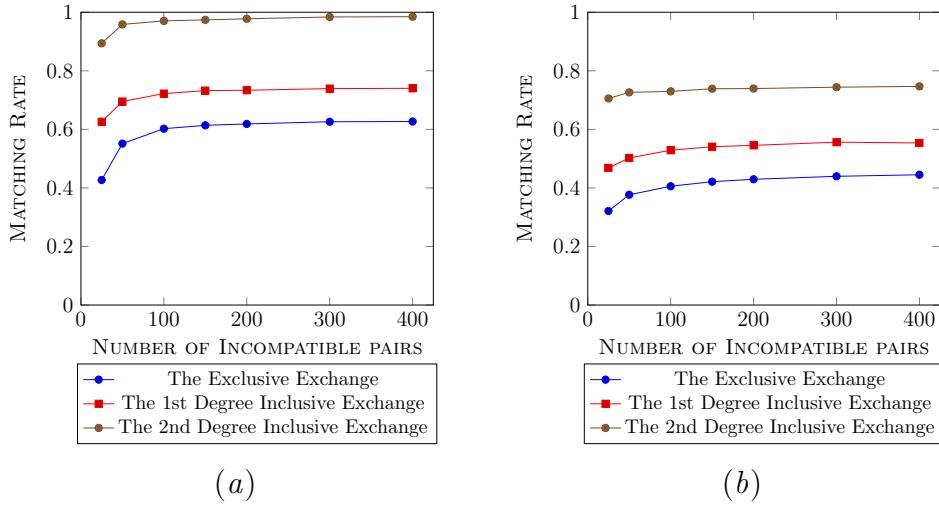 1
0.8
0.6
0.4
0.2
0
MATCHING RATE
0 100 200 300 400
NUMBER OF INCOMPATIBLE PAIRS
The Exclusive Exchange
The 1st Degree Inclusive Exchange
The 2nd Degree Inclusive Exchange
(a)
1
0.8
0.6
0.4
0.2
0
MATCHING RATE
0 100 200 300 400
NUMBER OF INCOMPATIBLE PAIRS
The Exclusive Exchange
The 1st Degree Inclusive Exchange
The 2nd Degree Inclusive Exchange
(b)